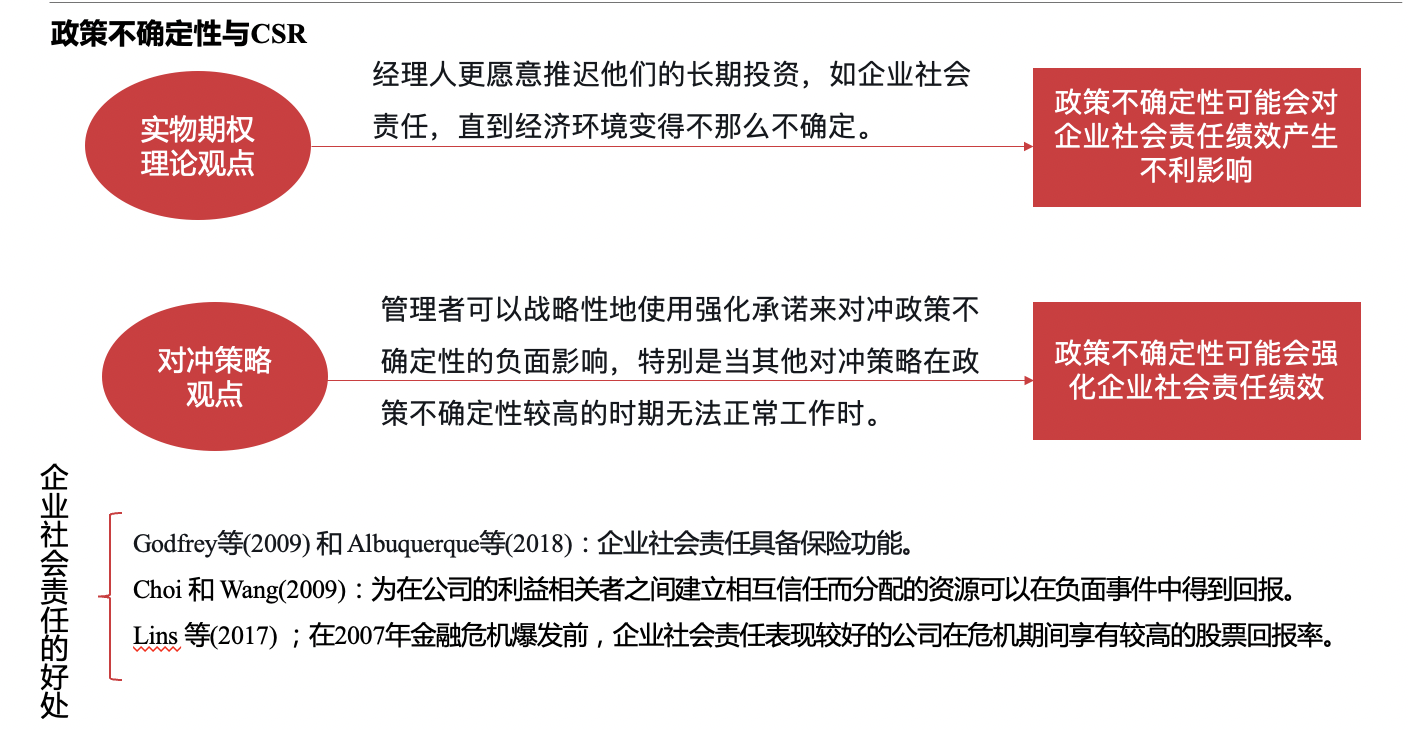 政策不确定性与CSR
实物期权
理论观点
经理人更愿意推迟他们的长期投资，如企业社会
责任，直到经济环境变得不那么不确定。
政策不确定性可能会对
企业社会责任绩效产生
不利影响
对冲策略
观点
管理者可以战略性地使用强化承诺来对冲政策不
确定性的负面影响，特别是当其他对冲策略在政
策不确定性较高的时期无法正常工作时。
政策不确定性可能会强
化企业社会责任绩效
企业社会责任的好处
Godfrey等(2009) 和 Albuquerque等(2018)：企业社会责任具备保险功能。
Choi 和 Wang(2009)：为在公司的利益相关者之间建立相互信任而分配的资源可以在负面事件中得到回报。
Lins 等(2017) ；在2007年金融危机爆发前，企业社会责任表现较好的公司在危机期间享有较高的股票回报率。